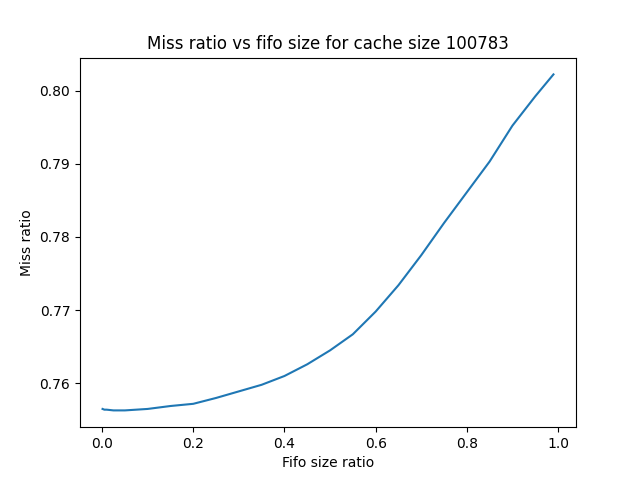 Miss ratio vs fifo size for cache size 100783
0.80
0.79
0.78
0.77
0.76
Miss ratio
0.0 0.2 0.4 0.6 0.8 1.0
Fifo size ratio